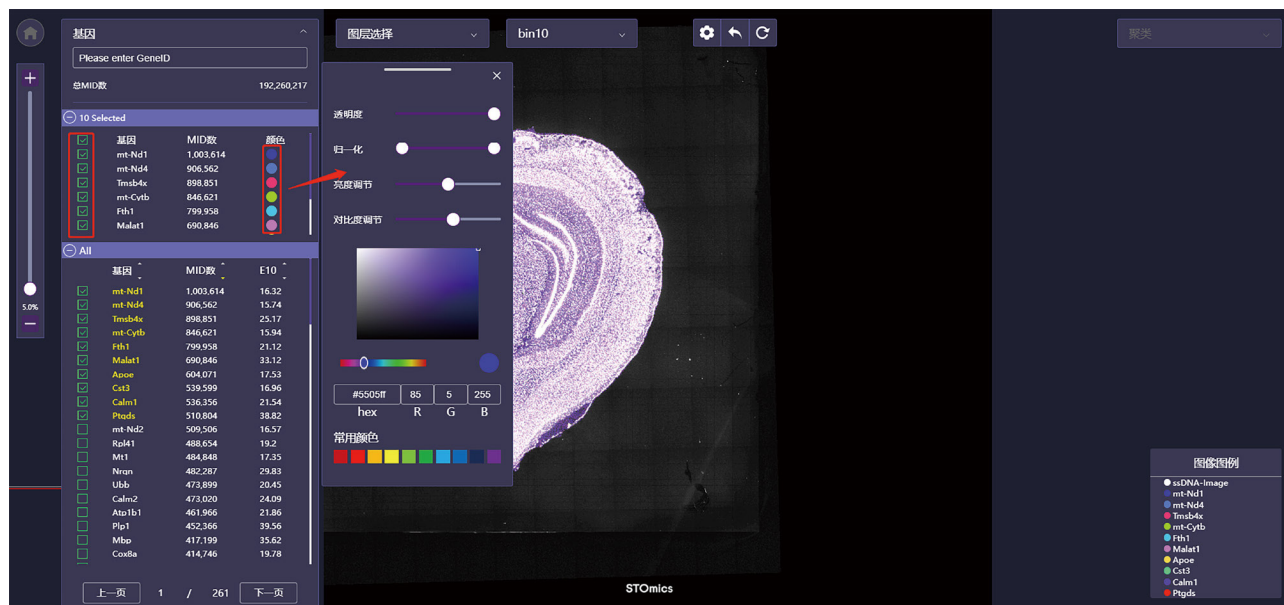 基因
Please enter GeneID
总MID数 192,260,217
10 Selected
基因 MID数 颜色
mt-Nd1 1,003,614
mt-Nd4 906,562
Tmsb4x 898,851
mt-Cytb 846,621
Fth1 799,958
Malat1 690,846
All
基因 MID数 E10
mt-Nd1 1,003,614 16.32
mt-Nd4 906,562 15.74
Tmsb4x 898,851 25.17
mt-Cytb 846,621 15.94
Fth1 799,958 21.12
Malat1 690,846 33.12
Apoe 604,071 17.53
Cst3 539,599 16.96
Calm1 536,356 21.54
Ptgds 510,804 38.82
mt-Nd2 509,506 16.57
Rpl41 488,654 19.2
Mt1 484,848 17.35
Nrgn 482,287 29.83
Ubb 473,899 20.45
Calm2 473,020 24.09
Atp1b1 461,966 21.86
Plp1 452,366 39.56
Mbp 417,199 35.62
Cox8a 414,746 19.78
上一页 1 / 261 下一页
5.0%
图层选择
bin10
透明度
归一化
亮度调节
对比度调节
#5505ff 85 5 255
hex R G B
常用颜色
STOmics
聚类
图像图例
ssDNA-Image
mt-Nd1
mt-Nd4
Tmsb4x
mt-Cytb
Fth1
Malat1
Apoe
Cst3
Calm1
Ptgds